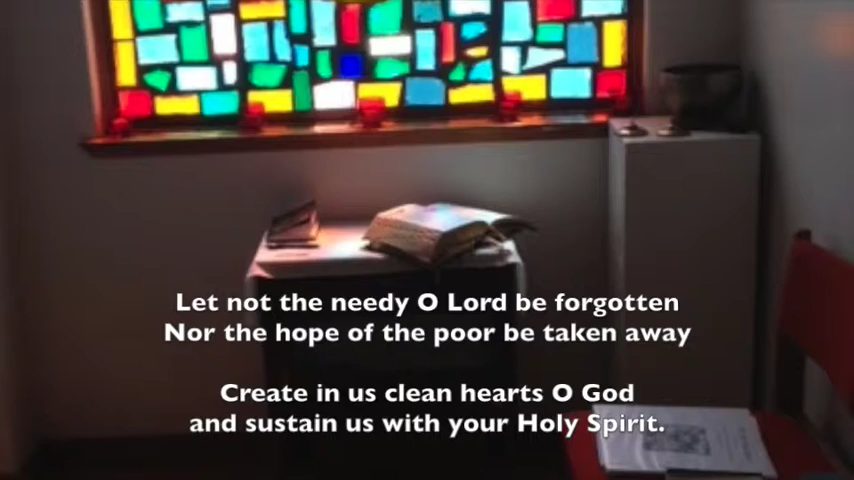 Let not the needy O Lord be forgotten
Nor the hope of the poor be taken away
Create in us clean hearts O God
and sustain us with your Holy Spirit.